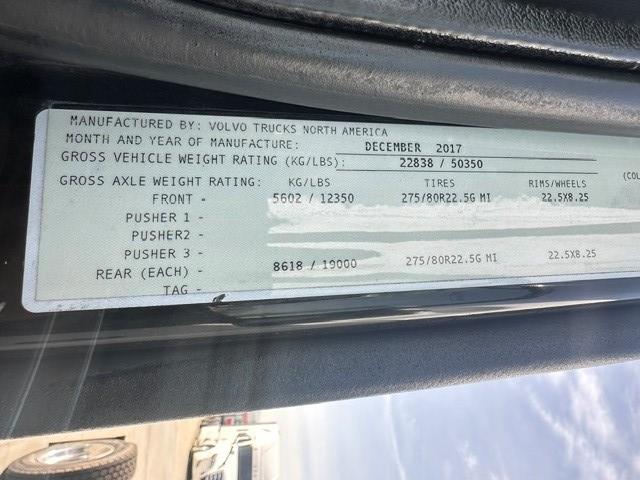 MANUFACTURED BY: VOLVO TRUCKS NORTH AMERICA
MONTH AND YEAR OF MANUFACTURE: DECEMBER 2017
GROSS VEHICLE WEIGHT RATING (KG/LBS): 22838 / 50350
GROSS AXLE WEIGHT RATING: KG/LBS TIRES RIMS/WHEELS (COL
FRONT - 5602 / 12350 275/80R22.5G MI 22.5X8.25
PUSHER 1 -
PUSHER2 -
PUSHER 3 -
REAR (EACH) - 8618 / 19000 275/80R22.5G MI 22.5X8.25
TAG -